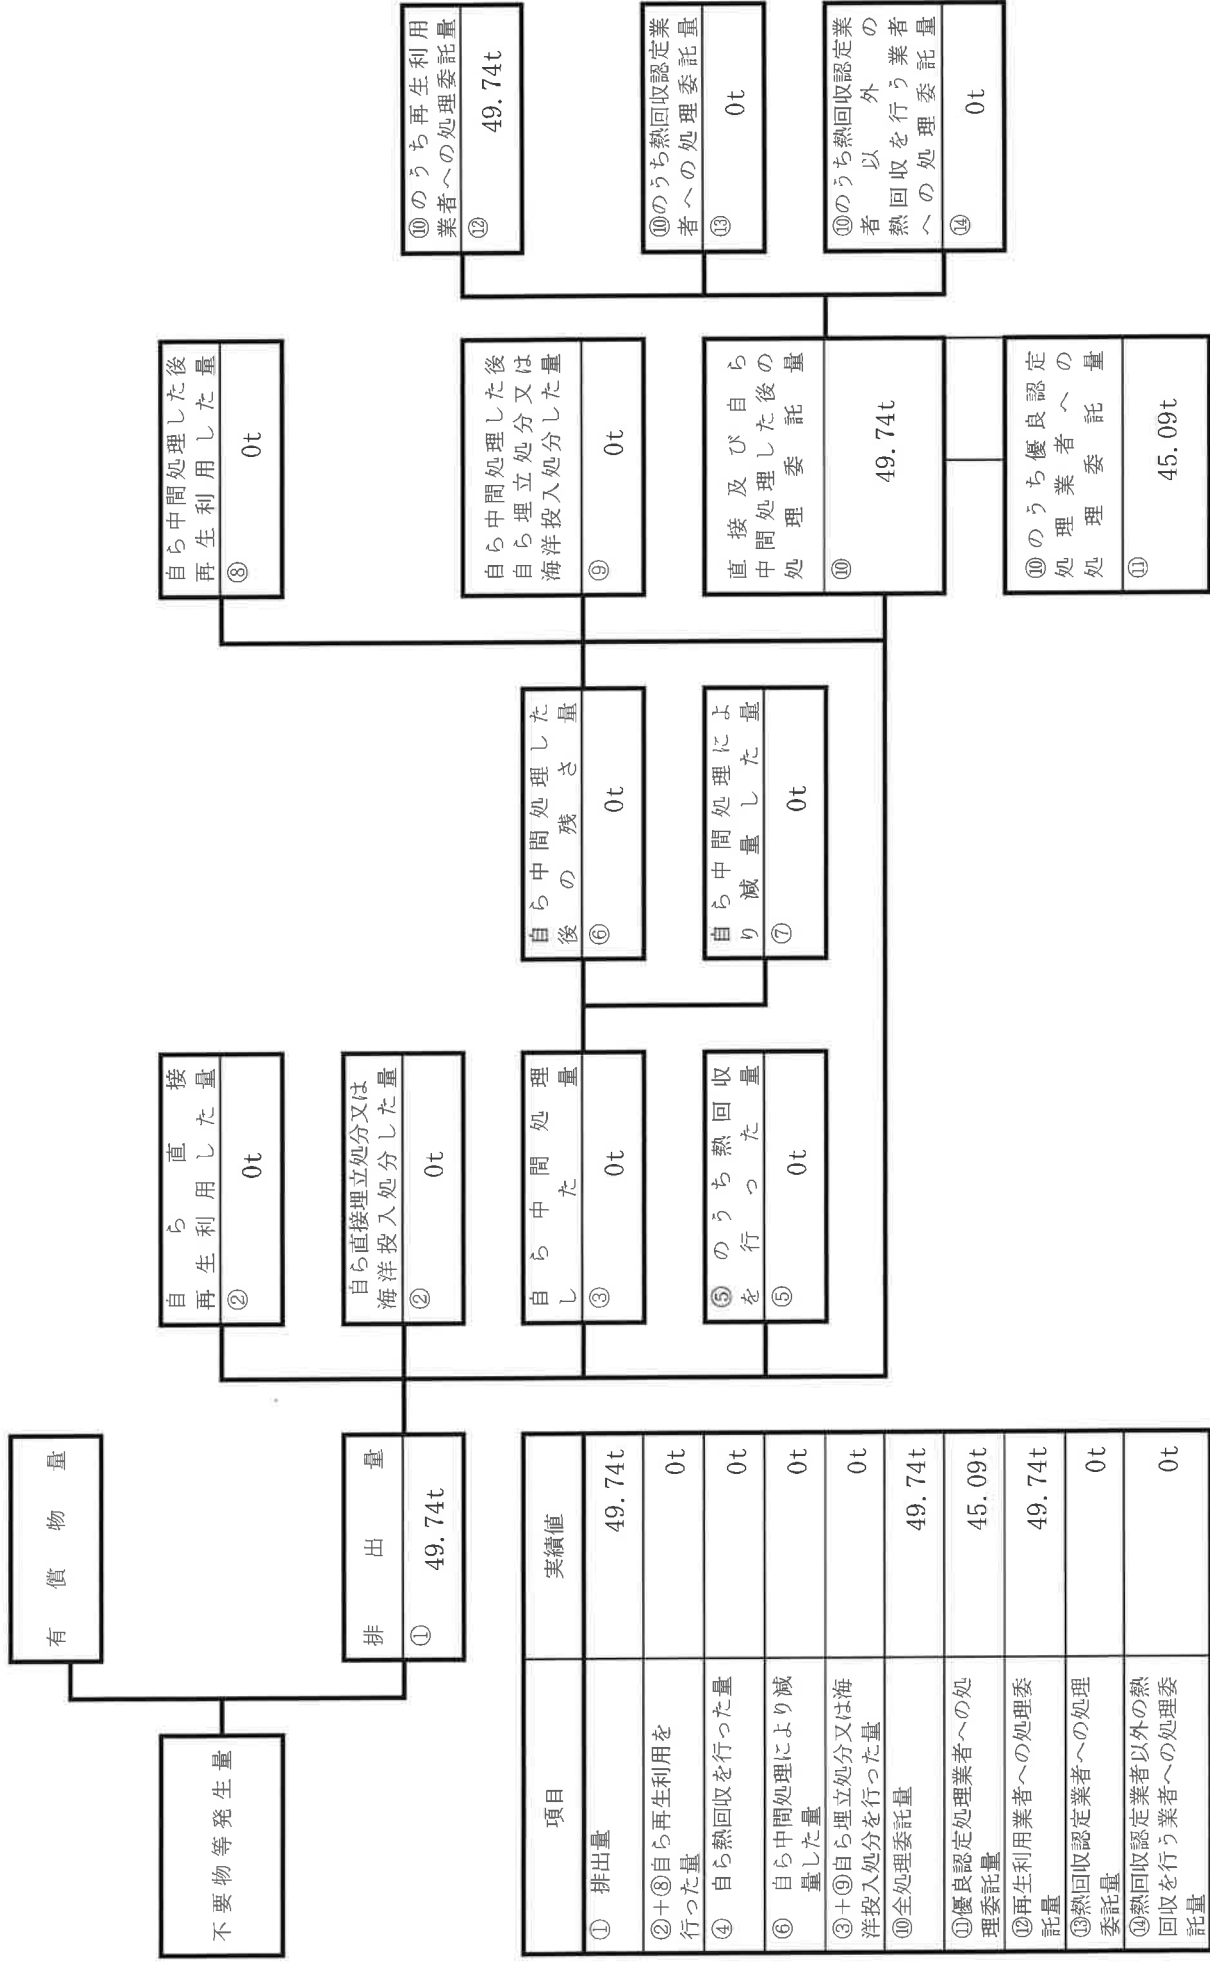 不要物等発生量
有償物量
排出量
① 49.74t
自ら直接
再生利用した量
② 0t
自ら直接埋立処分又は
海洋投入処分した量
② 0t
自ら中間処理
した量
③ 0t
⑤のうち熱回収
を行った量
⑤ 0t
自ら中間処理した
後の残さ量
⑥ 0t
自ら中間処理によ
り減量した量
⑦ 0t
自ら中間処理した後
再生利用した量
⑧ 0t
自ら中間処理した後
自ら埋立処分又は
海洋投入処分した量
⑨ 0t
直接及び自ら
中間処理した後の
処理委託量
⑩ 49.74t
⑩のうち優良認定
処理業者への
処理委託量
⑪ 45.09t
⑩のうち再生利用
業者への処理委託量
⑫ 49.74t
⑩のうち熱回収認定業
者への処理委託量
⑬ 0t
⑩のうち熱回収認定業
者以外の
熱回収を行う業者
への処理委託量
⑭ 0t
項目 実績値
① 排出量 49.74t
②+⑧自ら再生利用を
行った量 0t
④ 自ら熱回収を行った量 0t
⑥ 自ら中間処理により減
量した量 0t
③+⑨自ら埋立処分又は海
洋投入処分を行った量 0t
⑩全処理委託量 49.74t
⑪優良認定処理業者への処
理委託量 45.09t
⑫再生利用業者への処理委
託量 49.74t
⑬熱回収認定業者への処理
委託量 0t
⑭熱回収認定業者以外の熱
回収を行う業者への処理委
託量 0t